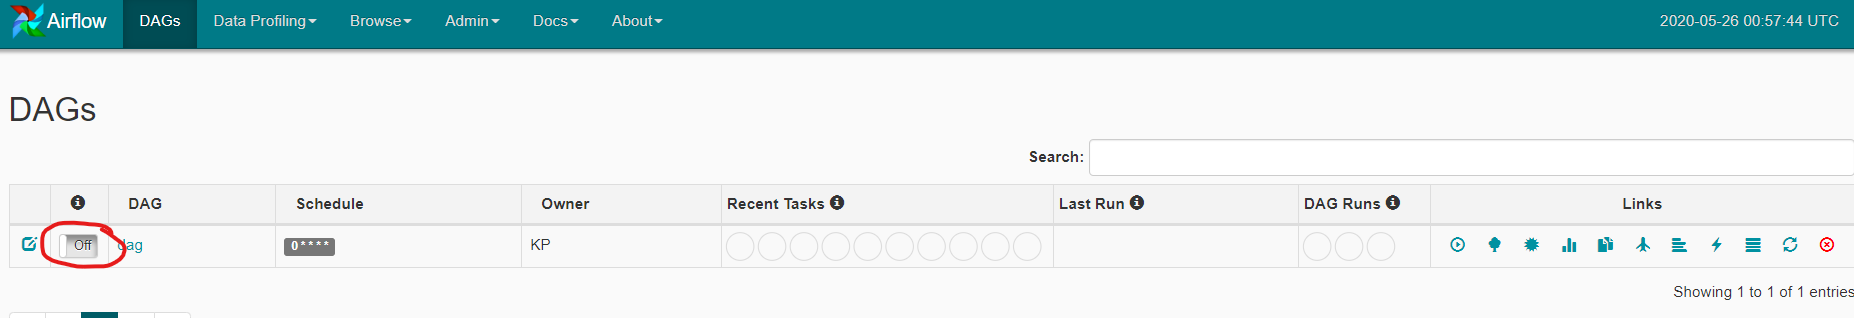 Airflow DAGs Data Profiling Browse Admin Docs About 2020-05-26 00:57:44 UTC
DAGs
Search:
DAG Schedule Owner Recent Tasks Last Run DAG Runs Links
Off dag 0 * * * * KP
Showing 1 to 1 of 1 entries